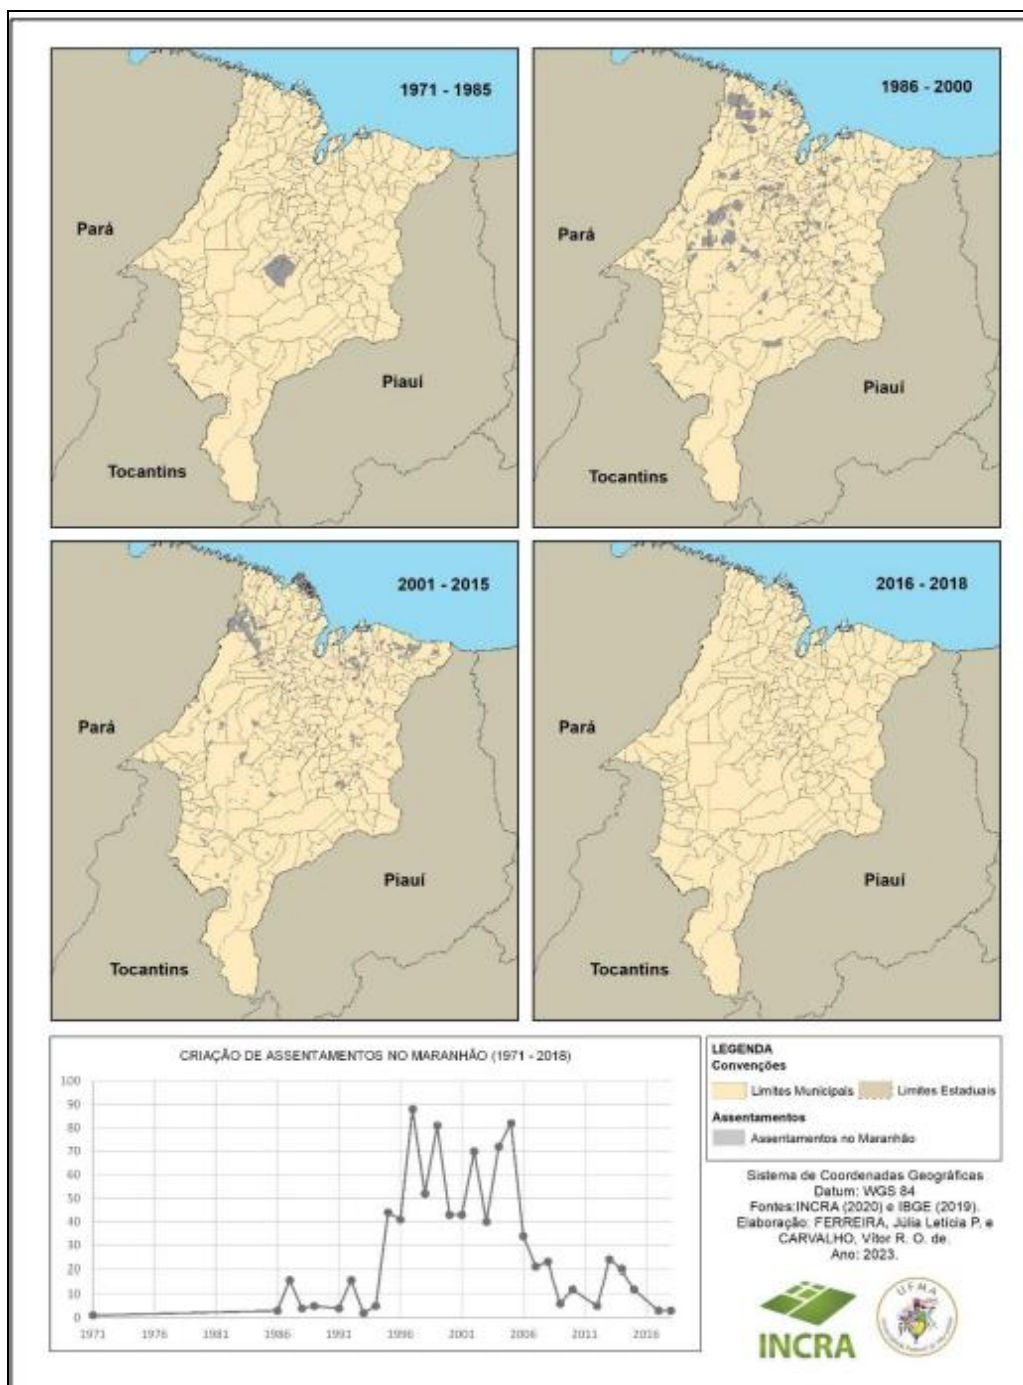 1971 - 1985
Pará
Piauí
Tocantins
1986 - 2000
Pará
Piauí
Tocantins
2001 - 2015
Pará
Piauí
Tocantins
2016 - 2018
Pará
Piauí
Tocantins
CRIAÇÃO DE ASSENTAMENTOS NO MARANHÃO (1971 - 2018)
100
90
80
70
60
50
40
30
20
10
0
1971
1976
1981
1986
1991
1996
2001
2006
2011
2016
LEGENDA
Convenções
Limites Municipais
Limites Estaduais
Assentamentos
Assentamentos no Maranhão
Sistema de Coordenadas Geográficas
Datum: WGS 84
Fontes:INCRA (2020) e IBGE (2019).
Elaboração: FERREIRA, Júlia Letícia P. e
CARVALHO, Vitor R. O. de.
Ano: 2023.
INCRA
UFMA